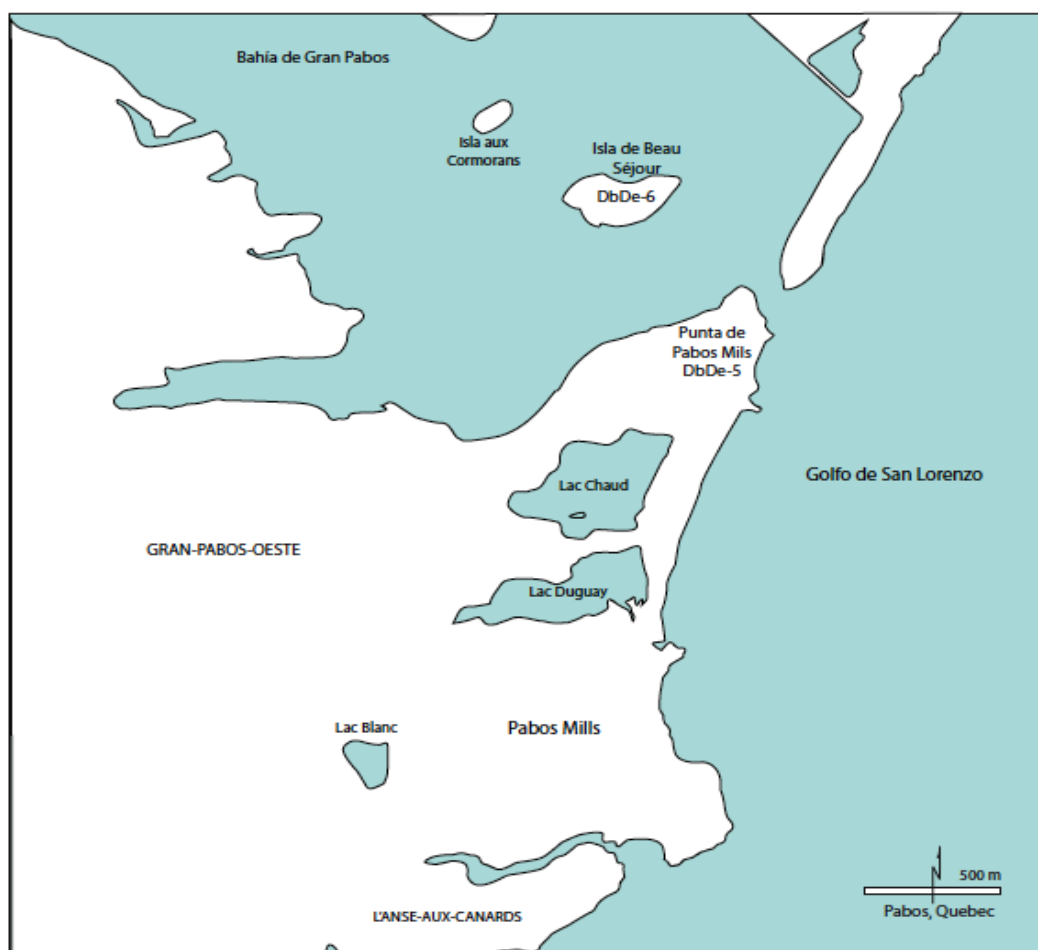 Bahía de Gran Pabos
Isla aux
Cormorans
Isla de Beau
Séjour
DbDe-6
Punta de
Pabos Mils
DbDe-5
Lac Chaud
Golfo de San Lorenzo
GRAN-PABOS-OESTE
Lac Duguay
Lac Blanc
Pabos Mills
500 m
Pabos, Quebec
L'ANSE-AUX-CANARDS